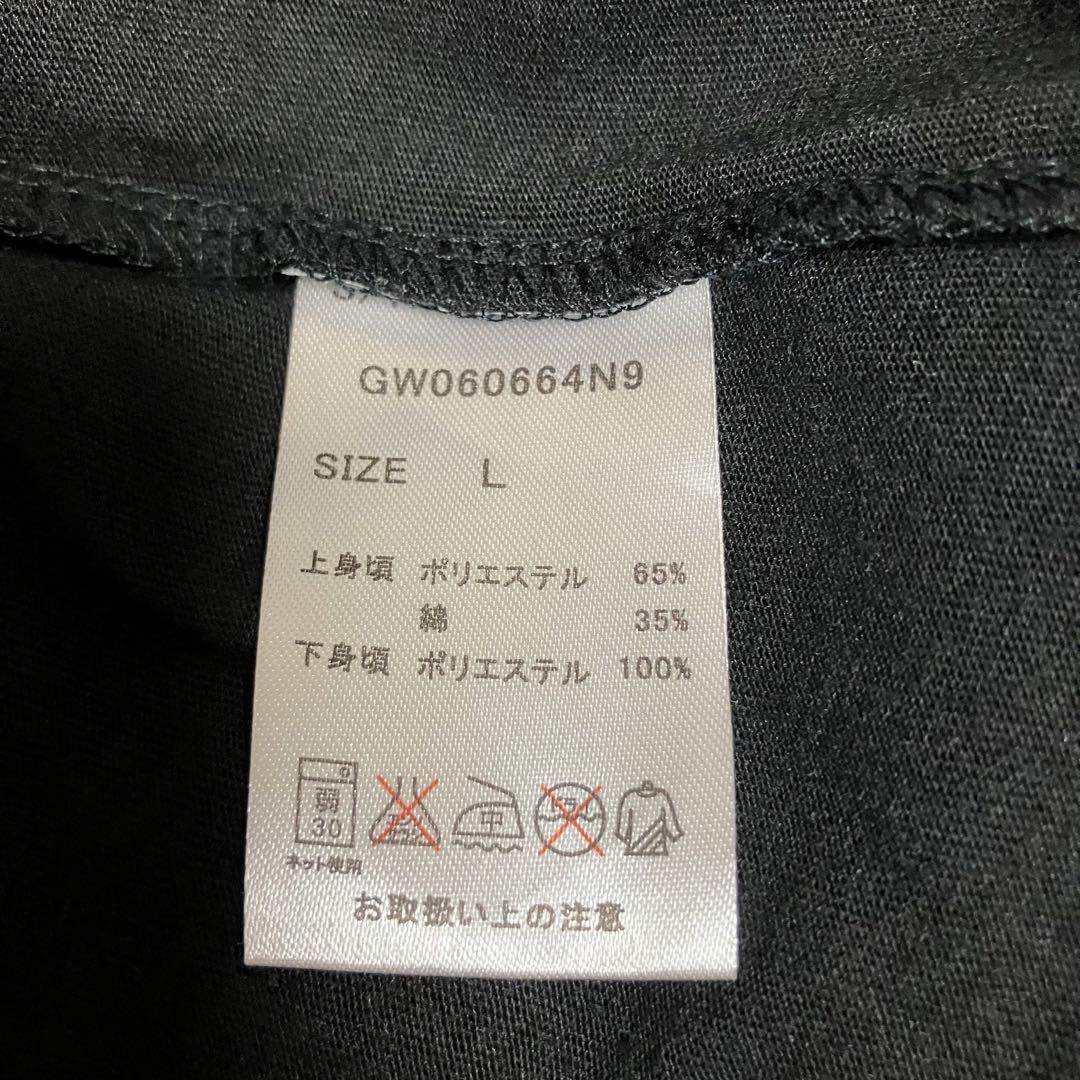 GW060664N9
SIZE L
上身頃 ポリエステル 65%
綿 35%
下身頃 ポリエステル 100%
弱
30
中
ネット使用
お取扱い上の注意